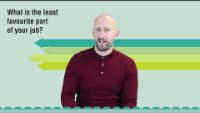 What is the least
favourite part
of your job?